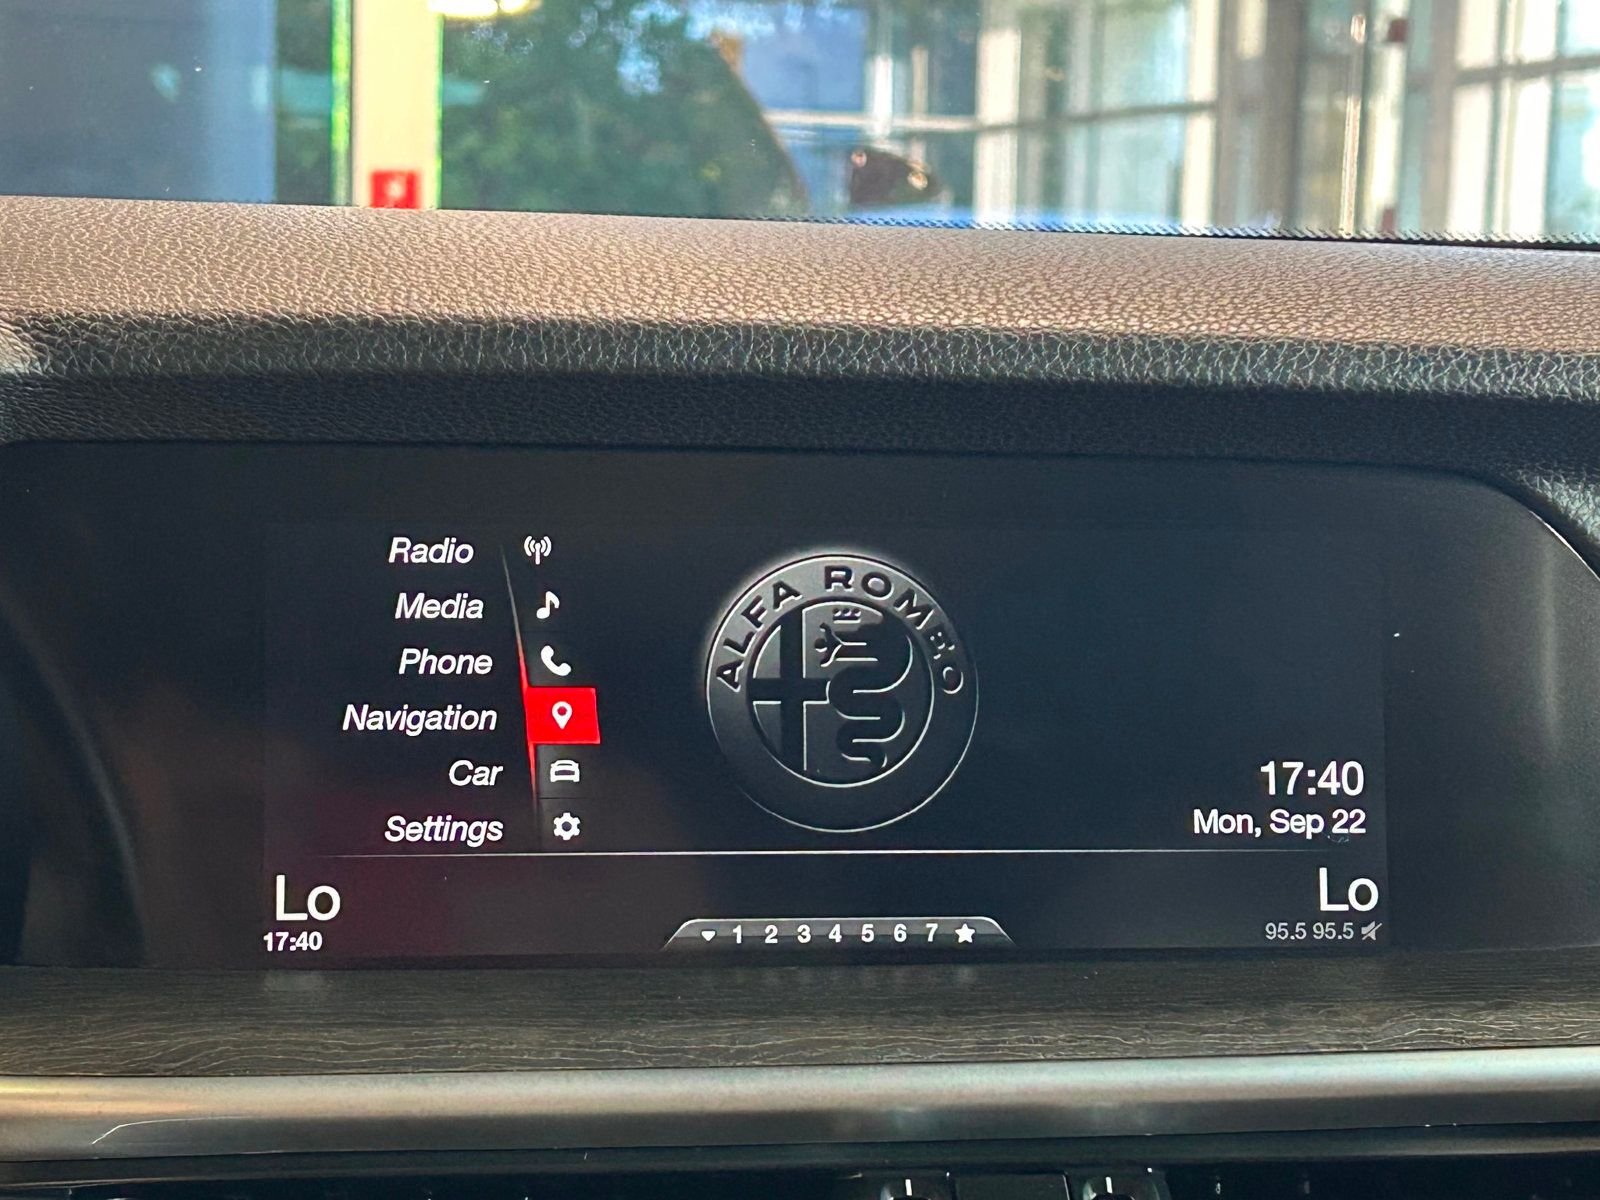 Radio
Media
Phone
Navigation
Car
Settings
ALFA ROMEO
17:40
Mon, Sep 22
Lo
17:40
1 2 3 4 5 6 7
Lo
95.5 95.5